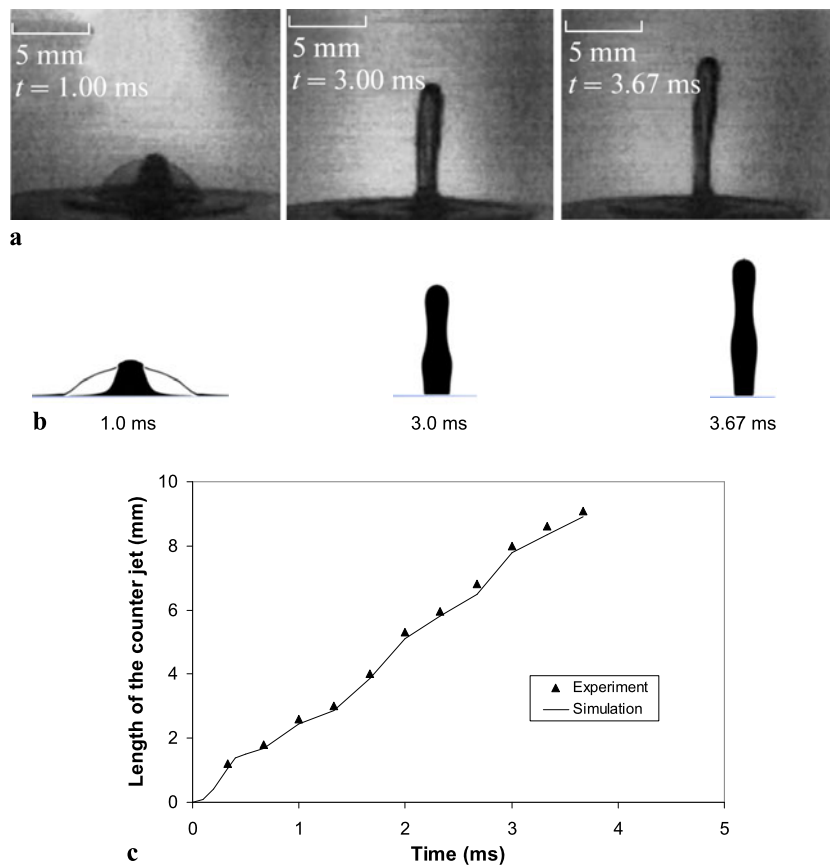 5 mm
t = 1.00 ms
5 mm
t = 3.00 ms
5 mm
t = 3.67 ms
a
b
1.0 ms
3.0 ms
3.67 ms
10
8
6
4
2
0
Length of the counter jet (mm)
Experiment
Simulation
0
1
2
3
4
5
c
Time (ms)